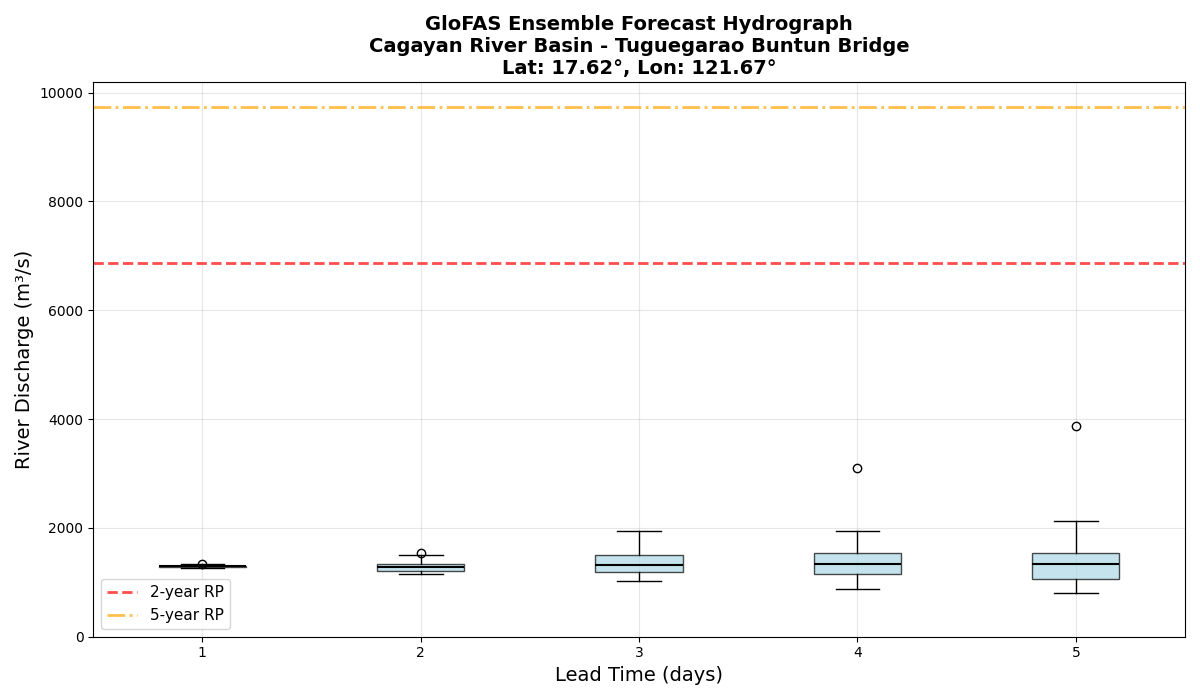 GloFAS Ensemble Forecast Hydrograph
Cagayan River Basin - Tuguegarao Buntun Bridge
Lat: 17.62°, Lon: 121.67°
River Discharge (m³/s)
10000
8000
6000
4000
2000
0
2-year RP
5-year RP
1 2 3 4 5
Lead Time (days)